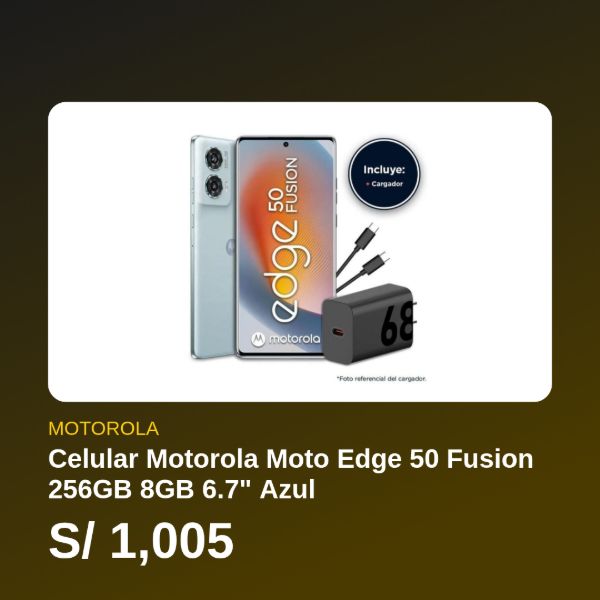 Incluye:
• Cargador
edge 50 FUSION
motorola
68
*Foto referencial del cargador.
MOTOROLA
Celular Motorola Moto Edge 50 Fusion
256GB 8GB 6.7" Azul
S/ 1,005